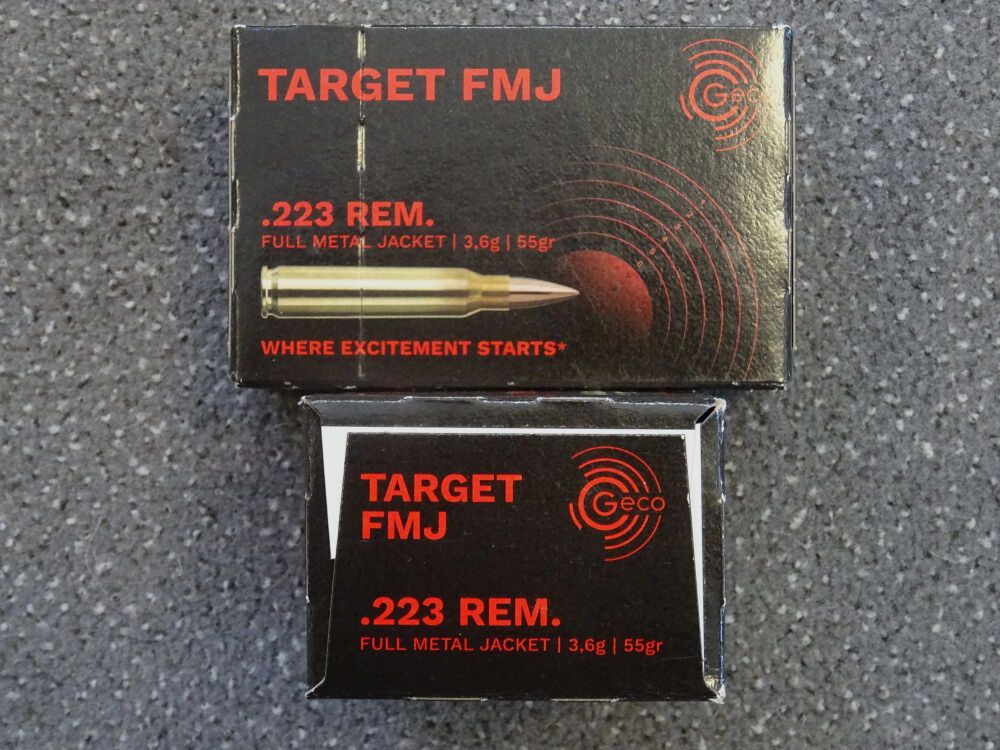 TARGET FMJ
Geco
.223 REM.
FULL METAL JACKET | 3,6g | 55gr
WHERE EXCITEMENT STARTS*
TARGET
FMJ
Geco
.223 REM.
FULL METAL JACKET | 3,6g | 55gr